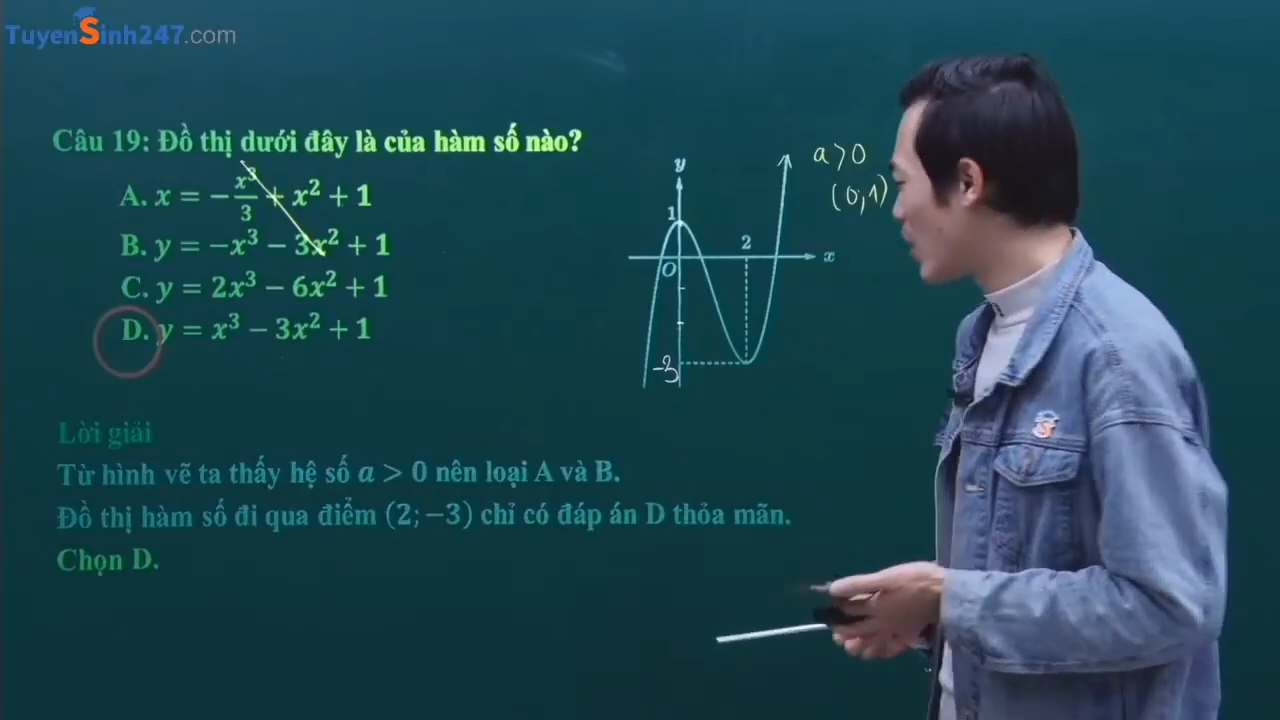 TuyenSinh247.com
Câu 19: Đồ thị dưới đây là của hàm số nào?
A. x = -x³/3 + x² + 1
B. y = -x³ - 3x² + 1
C. y = 2x³ - 6x² + 1
D. y = x³ - 3x² + 1
y
a > 0
(0,1)
1
2
O
x
-3
Lời giải
Từ hình vẽ ta thấy hệ số a > 0 nên loại A và B.
Đồ thị hàm số đi qua điểm (2; -3) chỉ có đáp án D thỏa mãn.
Chọn D.